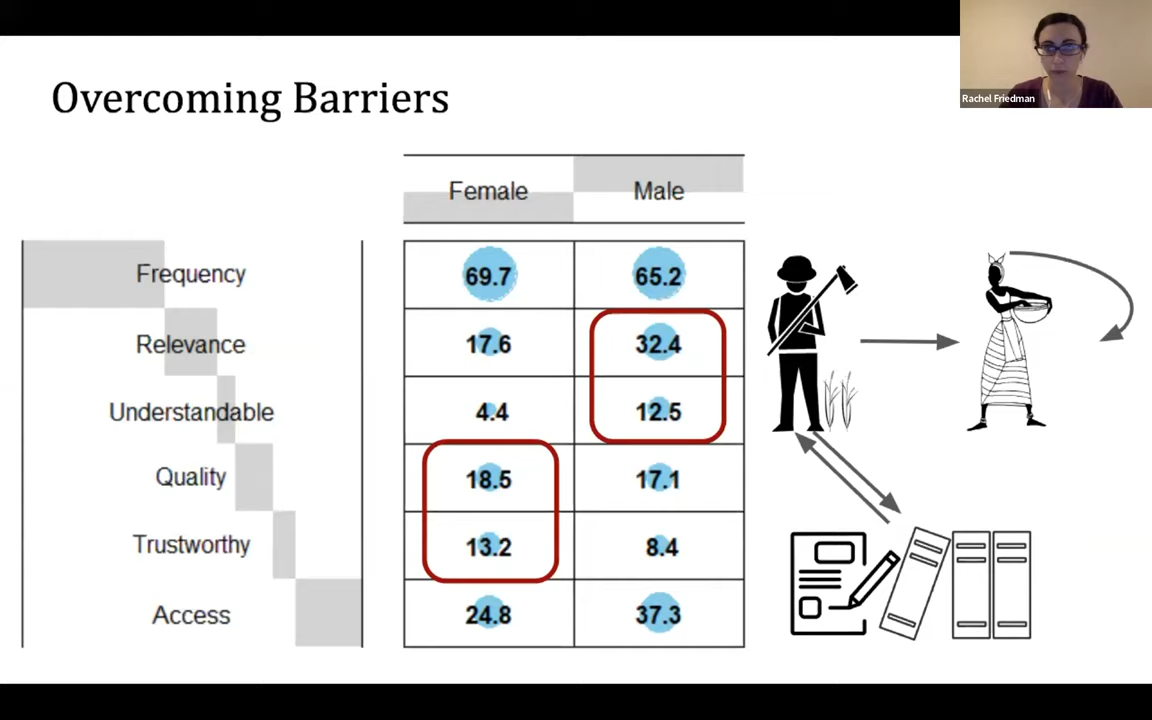 Rachel Friedman
Overcoming Barriers
Female Male
Frequency 69.7 65.2
Relevance 17.6 32.4
Understandable 4.4 12.5
Quality 18.5 17.1
Trustworthy 13.2 8.4
Access 24.8 37.3